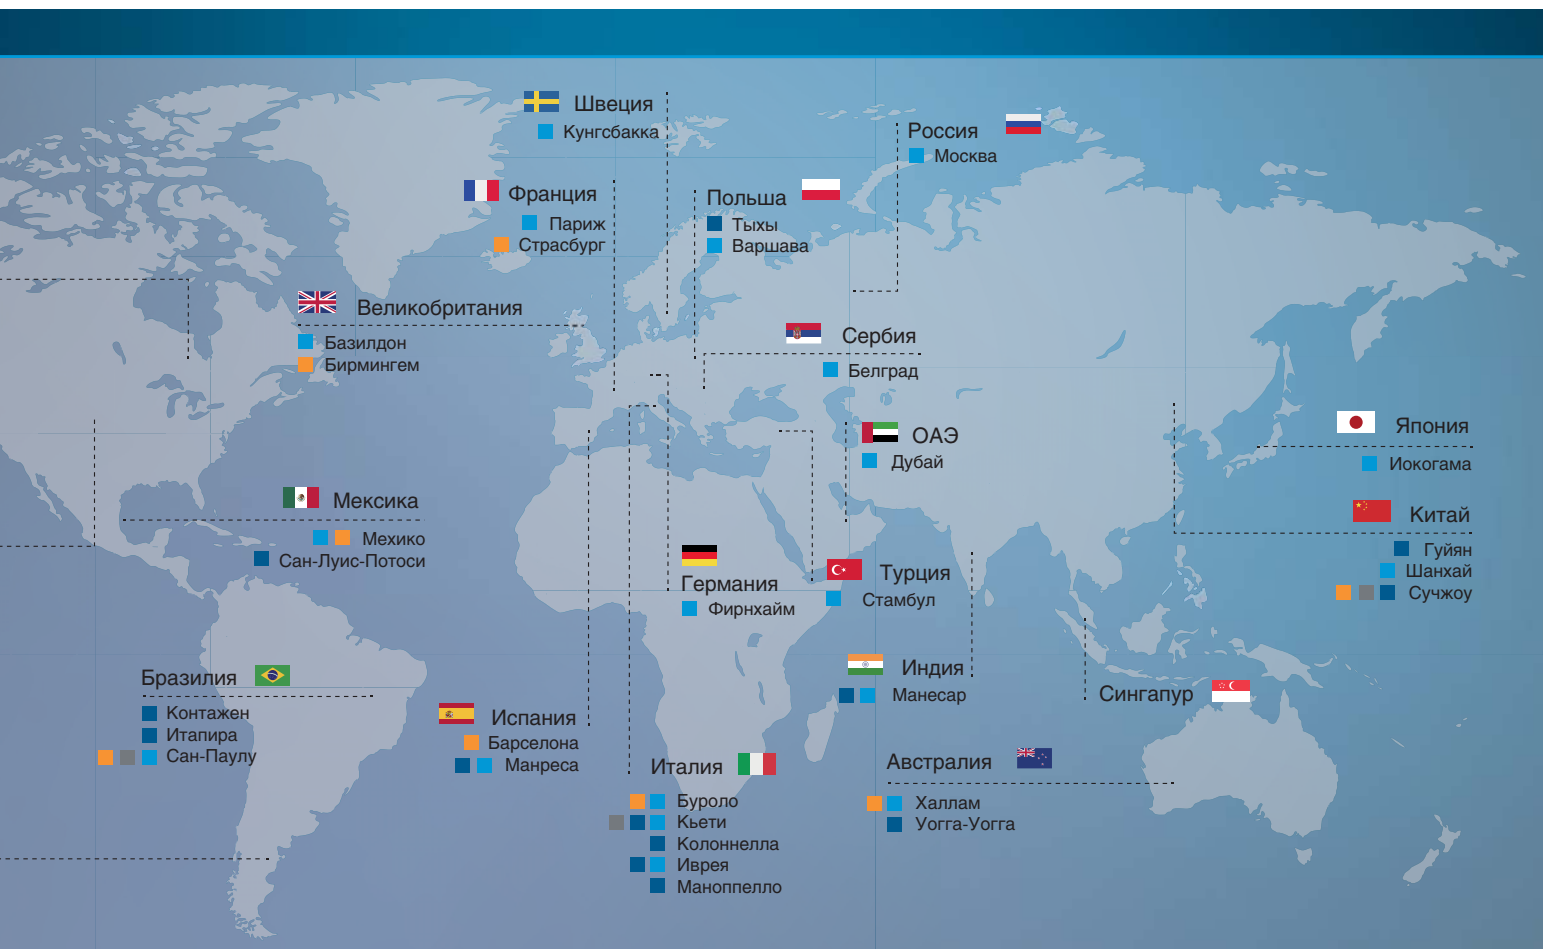 Швеция
Кунгсбакка
Россия
Москва
Франция
Париж
Страсбург
Польша
Тыхы
Варшава
Великобритания
Базилдон
Бирмингем
Сербия
Белград
ОАЭ
Дубай
Япония
Иокогама
Мексика
Мехико
Сан-Луис-Потоси
Китай
Гуйян
Шанхай
Сучжоу
Германия
Фирнхайм
Турция
Стамбул
Индия
Манесар
Сингапур
Бразилия
Контажен
Итапира
Сан-Паулу
Испания
Барселона
Манреса
Италия
Буроло
Кьети
Колоннелла
Иврея
Маноппелло
Австралия
Халлам
Уогга-Уогга